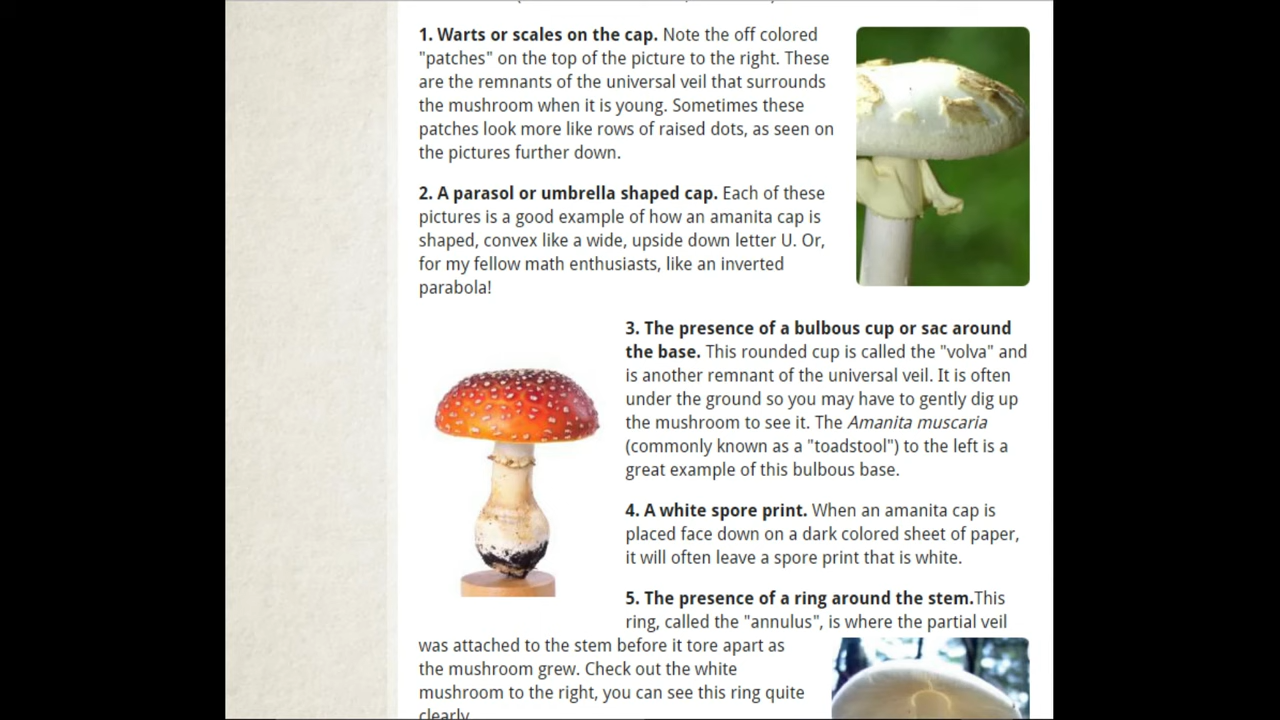 1. Warts or scales on the cap. Note the off colored
"patches" on the top of the picture to the right. These
are the remnants of the universal veil that surrounds
the mushroom when it is young. Sometimes these
patches look more like rows of raised dots, as seen on
the pictures further down.
2. A parasol or umbrella shaped cap. Each of these
pictures is a good example of how an amanita cap is
shaped, convex like a wide, upside down letter U. Or,
for my fellow math enthusiasts, like an inverted
parabola!
3. The presence of a bulbous cup or sac around
the base. This rounded cup is called the "volva" and
is another remnant of the universal veil. It is often
under the ground so you may have to gently dig up
the mushroom to see it. The Amanita muscaria
(commonly known as a "toadstool") to the left is a
great example of this bulbous base.
4. A white spore print. When an amanita cap is
placed face down on a dark colored sheet of paper,
it will often leave a spore print that is white.
5. The presence of a ring around the stem.This
ring, called the "annulus", is where the partial veil
was attached to the stem before it tore apart as
the mushroom grew. Check out the white
mushroom to the right, you can see this ring quite
clearly